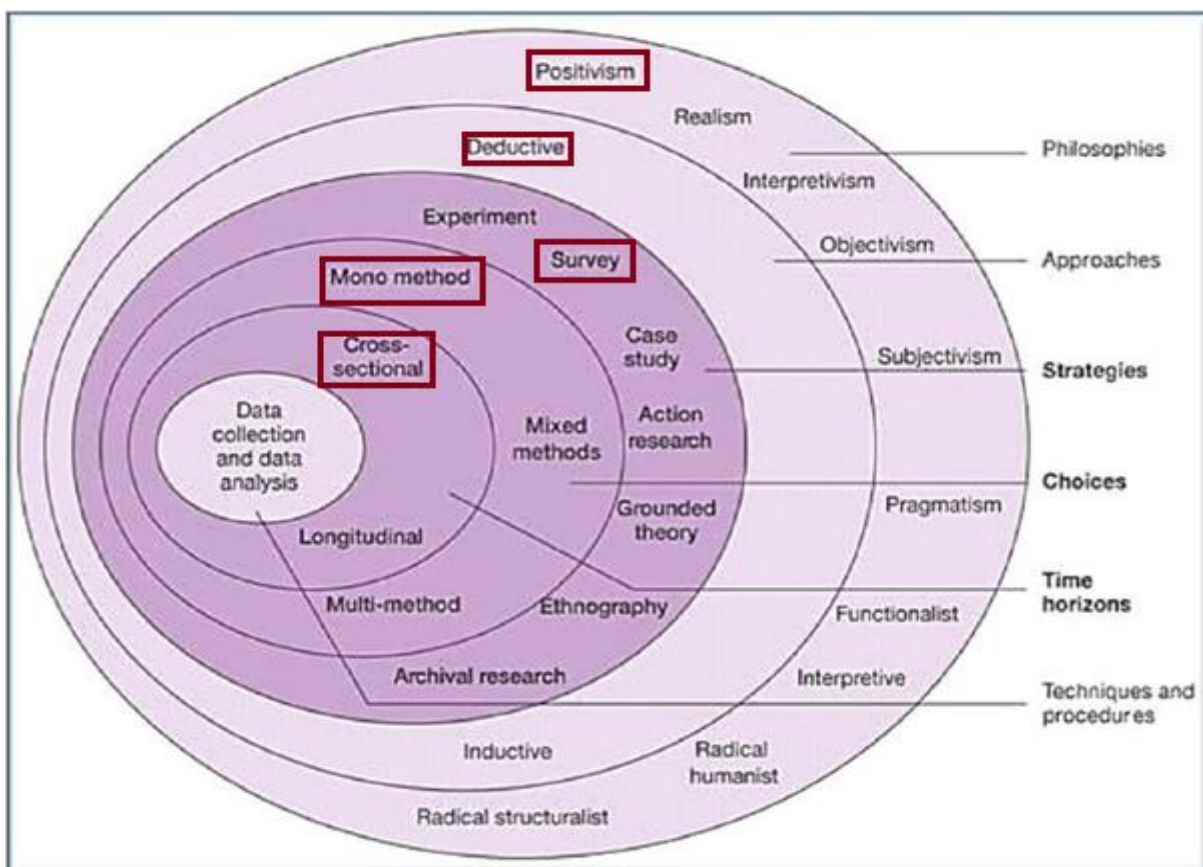 Positivism
Realism
Philosophies
Deductive
Interpretivism
Experiment
Objectivism
Survey
Approaches
Mono method
Cross-
sectional
Case
study
Subjectivism
Strategies
Data
collection
and data
analysis
Mixed
methods
Action
research
Choices
Grounded
theory
Pragmatism
Longitudinal
Time
horizons
Multi-method
Ethnography
Functionalist
Archival research
Interpretive
Techniques and
procedures
Inductive
Radical
humanist
Radical structuralist